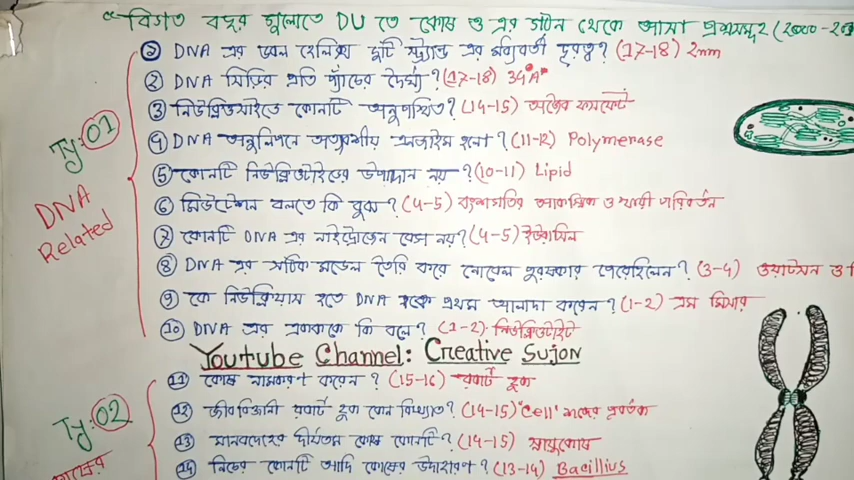 বিগত বছর গুলোতে DU তে কোষ ও এর গঠন থেকে আসা প্রশ্নসমূহ (2000-20
Ty:01
DNA Related
① DNA এর ডবল হেলিক্স দুটি স্ট্র্যান্ড এর মধ্যবর্তী দূরত্ব? (17-18) 2nm
② DNA সিঁড়ির প্রতি প্যাঁচের দৈর্ঘ্য? (17-18) 34A°
③ নিউক্লিওসাইডে কোনটি অনুপস্থিত? (14-15) অজৈব ফসফেট
④ DNA অনুলিপনে অত্যাবশ্যকীয় এনজাইম হলো? (11-12) Polymerase
⑤ কোনটি নিউক্লিওটাইডের উপাদান নয়? (10-11) Lipid
⑥ মিউটেশন বলতে কি বুঝ? (4-5) বংশগতির আকস্মিক ও স্থায়ী পরিবর্তন
⑦ কোনটি DNA এর নাইট্রোজেন বেস নয়? (4-5) ইউরাসিল
⑧ DNA এর সঠিক মডেল তৈরি করে নোবেল পুরস্কার পেয়েছিলেন? (3-4) ওয়াটসন ও
⑨ কে নিউক্লিয়াস হতে DNA প্রথম আলাদা করেন? (1-2) এস মিসার
⑩ DNA এর একককে কি বলে? (1-2) নিউক্লিওটাইড
Youtube Channel: Creative Sujon
Ty:02
⑪ কোষ নামকরণ করেন? (15-16) রবার্ট হুক
⑫ জীববিজ্ঞানী রবার্ট হুক কেন বিখ্যাত? (14-15) "Cell" শব্দের প্রবর্তক
⑬ মানবদেহের দীর্ঘতম কোষ কোনটি? (14-15) স্নায়ুকোষ
⑭ নিচের কোনটি আদি কোষের উদাহরণ? (13-14) Bacillius